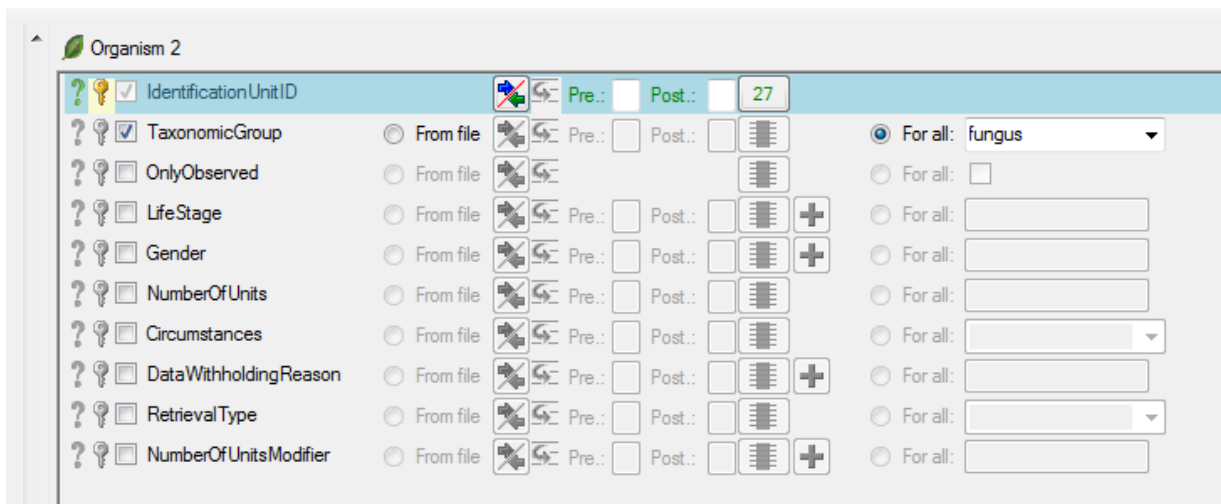 Organism 2
IdentificationUnitID Pre.: Post.: 27
TaxonomicGroup From file Pre.: Post.: For all: fungus
OnlyObserved From file For all:
LifeStage From file Pre.: Post.: For all:
Gender From file Pre.: Post.: For all:
NumberOfUnits From file Pre.: Post.: For all:
Circumstances From file Pre.: Post.: For all:
DataWithholdingReason From file Pre.: Post.: For all:
RetrievalType From file Pre.: Post.: For all:
NumberOfUnitsModifier From file Pre.: Post.: For all: